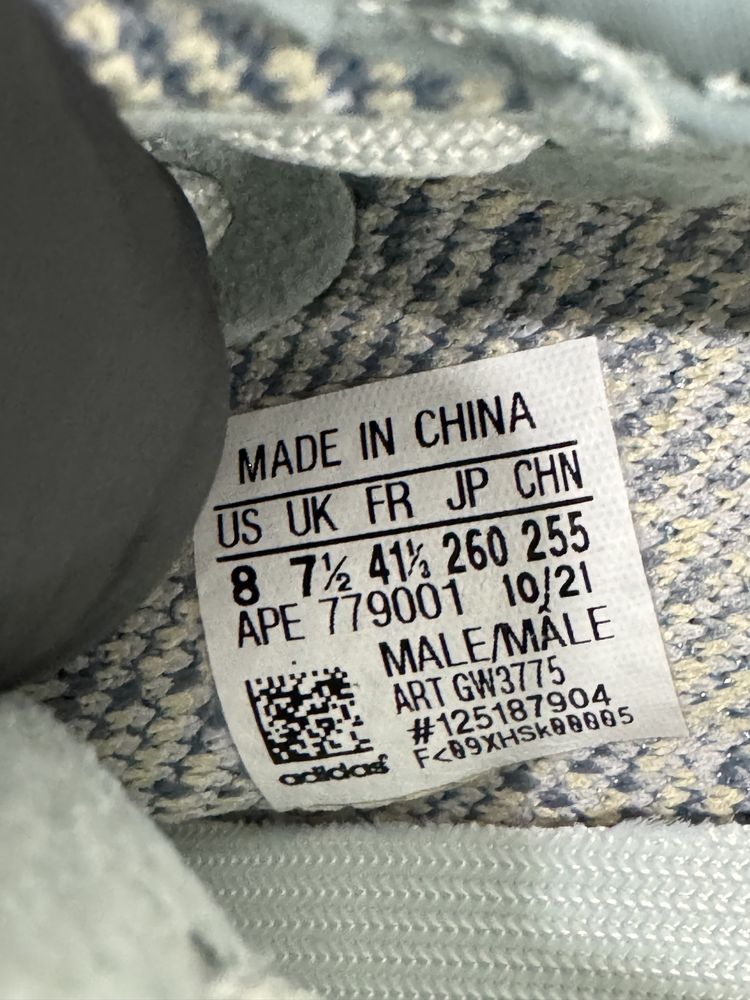 MADE IN CHINA
US UK FR JP CHN
8 7½ 41⅓ 260 255
APE 779001 10/21
MALE/MÂLE
ART GW3775
#125187904
F<09XHSk00005
adidas